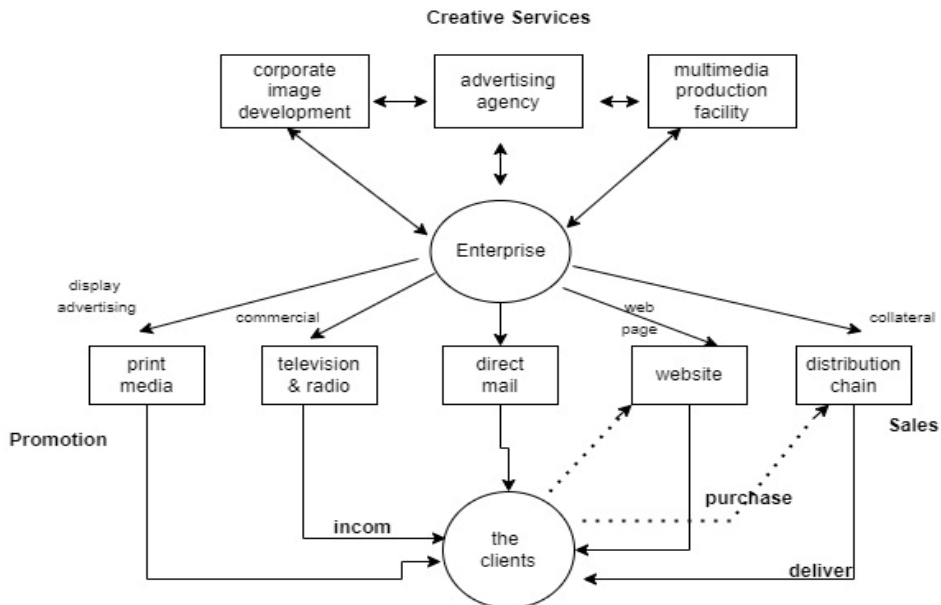 Creative Services
corporate
image
development
advertising
agency
multimedia
production
facility
Enterprise
display
advertising
commercial
web
page
collateral
print
media
television
& radio
direct
mail
website
distribution
chain
Promotion
Sales
purchase
incom
the
clients
deliver